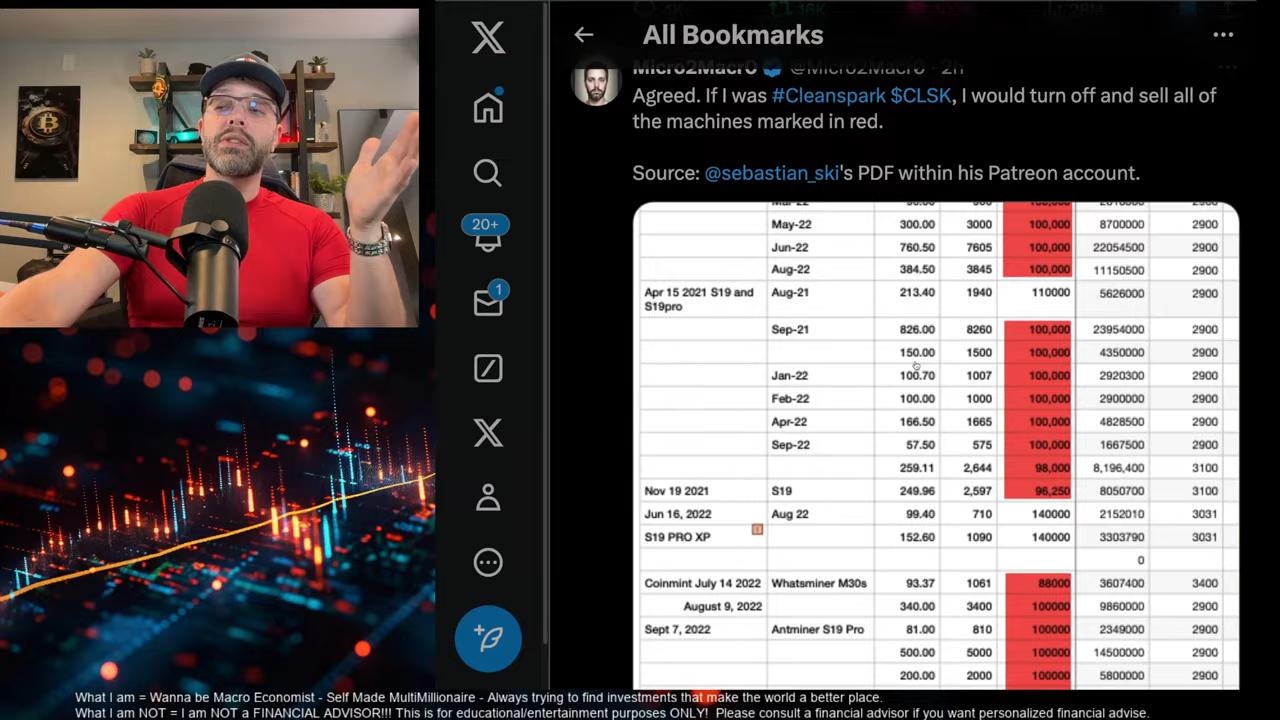 All Bookmarks
Micro2MacrO @Micro2MacrO · 2h
Agreed. If I was #Cleanspark $CLSK, I would turn off and sell all of
the machines marked in red.
Source: @sebastian_ski's PDF within his Patreon account.
20+
1
May-22 300.00 3000 100,000 8700000 2900
Jun-22 760.50 7605 100,000 22054500 2900
Aug-22 384.50 3845 100,000 11150500 2900
Apr 15 2021 S19 and Aug-21 213.40 1940 110000 5626000 2900
S19pro
Sep-21 826.00 8260 100,000 23954000 2900
150.00 1500 100,000 4350000 2900
Jan-22 100.70 1007 100,000 2920300 2900
Feb-22 100.00 1000 100,000 2900000 2900
Apr-22 166.50 1665 100,000 4828500 2900
Sep-22 57.50 575 100,000 1667500 2900
259.11 2,644 98,000 8,196,400 3100
Nov 19 2021 S19 249.96 2,597 96,250 8050700 3100
Jun 16, 2022 Aug 22 99.40 710 140000 2152010 3031
S19 PRO XP 152.60 1090 140000 3303790 3031
0
Coinmint July 14 2022 Whatsminer M30s 93.37 1061 88000 3607400 3400
August 9, 2022 340.00 3400 100000 9860000 2900
Sept 7, 2022 Antminer S19 Pro 81.00 810 100000 2349000 2900
500.00 5000 100000 14500000 2900
200.00 2000 100000 5800000 2900
What I am = Wanna be Macro Economist - Self Made MultiMillionaire - Always trying to find investments that make the world a better place.
What I am NOT = I am NOT a FINANCIAL ADVISOR!!! This is for educational/entertainment purposes ONLY! Please consult a financial advisor if you want personalized financial advise.